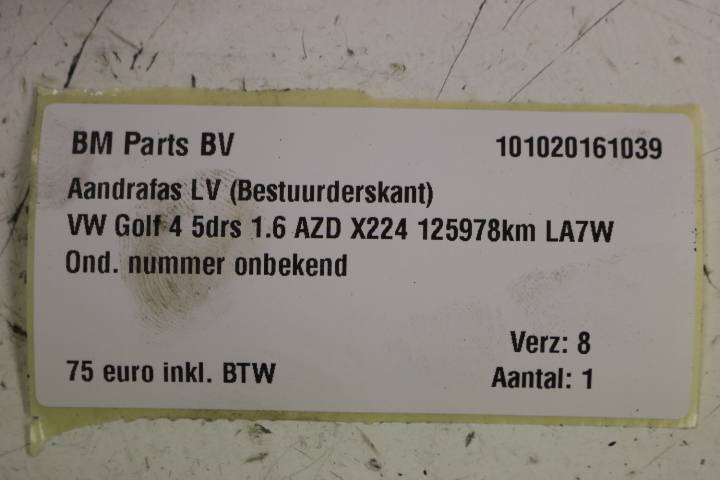 BM Parts BV 101020161039
Aandrafas LV (Bestuurderskant)
VW Golf 4 5drs 1.6 AZD X224 125978km LA7W
Ond. nummer onbekend
Verz: 8
75 euro inkl. BTW Aantal: 1